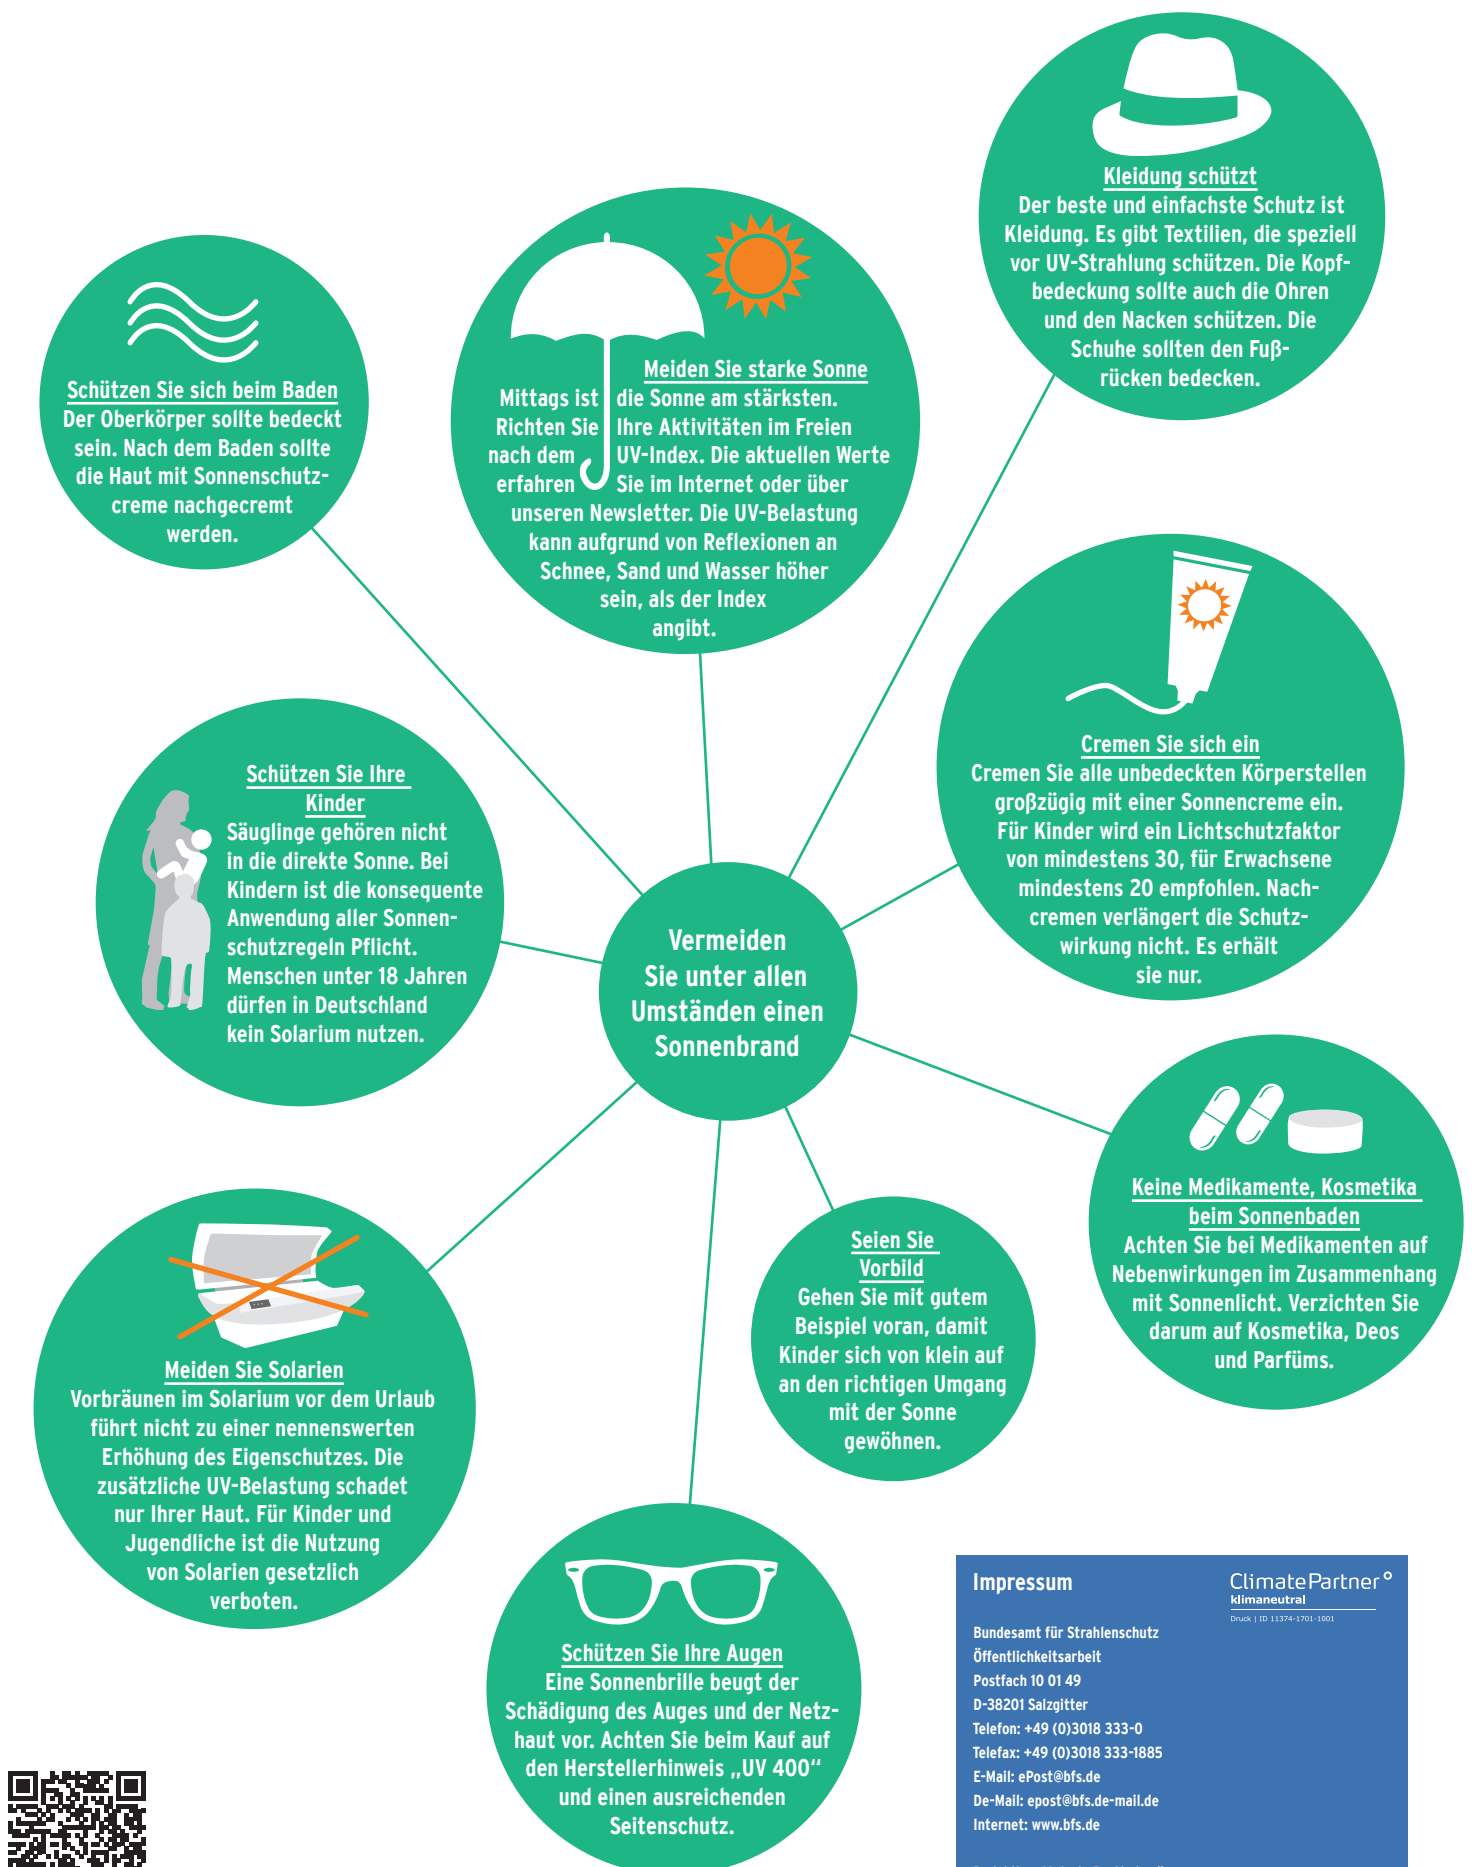 Kleidung schützt
Der beste und einfachste Schutz ist
Kleidung. Es gibt Textilien, die speziell
vor UV-Strahlung schützen. Die Kopf-
bedeckung sollte auch die Ohren
und den Nacken schützen. Die
Schuhe sollten den Fuß-
rücken bedecken.
Meiden Sie starke Sonne
Mittags ist die Sonne am stärksten.
Richten Sie Ihre Aktivitäten im Freien
nach dem UV-Index. Die aktuellen Werte
erfahren Sie im Internet oder über
unseren Newsletter. Die UV-Belastung
kann aufgrund von Reflexionen an
Schnee, Sand und Wasser höher
sein, als der Index
angibt.
Schützen Sie sich beim Baden
Der Oberkörper sollte bedeckt
sein. Nach dem Baden sollte
die Haut mit Sonnenschutz-
creme nachgecremt
werden.
Cremen Sie sich ein
Cremen Sie alle unbedeckten Körperstellen
großzügig mit einer Sonnencreme ein.
Für Kinder wird ein Lichtschutzfaktor
von mindestens 30, für Erwachsene
mindestens 20 empfohlen. Nach-
cremen verlängert die Schutz-
wirkung nicht. Es erhält
sie nur.
Schützen Sie Ihre
Kinder
Säuglinge gehören nicht
in die direkte Sonne. Bei
Kindern ist die konsequente
Anwendung aller Sonnen-
schutzregeln Pflicht.
Menschen unter 18 Jahren
dürfen in Deutschland
kein Solarium nutzen.
Vermeiden
Sie unter allen
Umständen einen
Sonnenbrand
Keine Medikamente, Kosmetika
beim Sonnenbaden
Achten Sie bei Medikamenten auf
Nebenwirkungen im Zusammenhang
mit Sonnenlicht. Verzichten Sie
darum auf Kosmetika, Deos
und Parfüms.
Seien Sie
Vorbild
Gehen Sie mit gutem
Beispiel voran, damit
Kinder sich von klein auf
an den richtigen Umgang
mit der Sonne
gewöhnen.
Meiden Sie Solarien
Vorbräunen im Solarium vor dem Urlaub
führt nicht zu einer nennenswerten
Erhöhung des Eigenschutzes. Die
zusätzliche UV-Belastung schadet
nur Ihrer Haut. Für Kinder und
Jugendliche ist die Nutzung
von Solarien gesetzlich
verboten.
Schützen Sie Ihre Augen
Eine Sonnenbrille beugt der
Schädigung des Auges und der Netz-
haut vor. Achten Sie beim Kauf auf
den Herstellerhinweis „UV 400“
und einen ausreichenden
Seitenschutz.
Impressum
ClimatePartner°
klimaneutral
Druck | ID 11374-1701-1001
Bundesamt für Strahlenschutz
Öffentlichkeitsarbeit
Postfach 10 01 49
D-38201 Salzgitter
Telefon: +49 (0)3018 333-0
Telefax: +49 (0)3018 333-1885
E-Mail: ePost@bfs.de
De-Mail: epost@bfs.de-mail.de
Internet: www.bfs.de